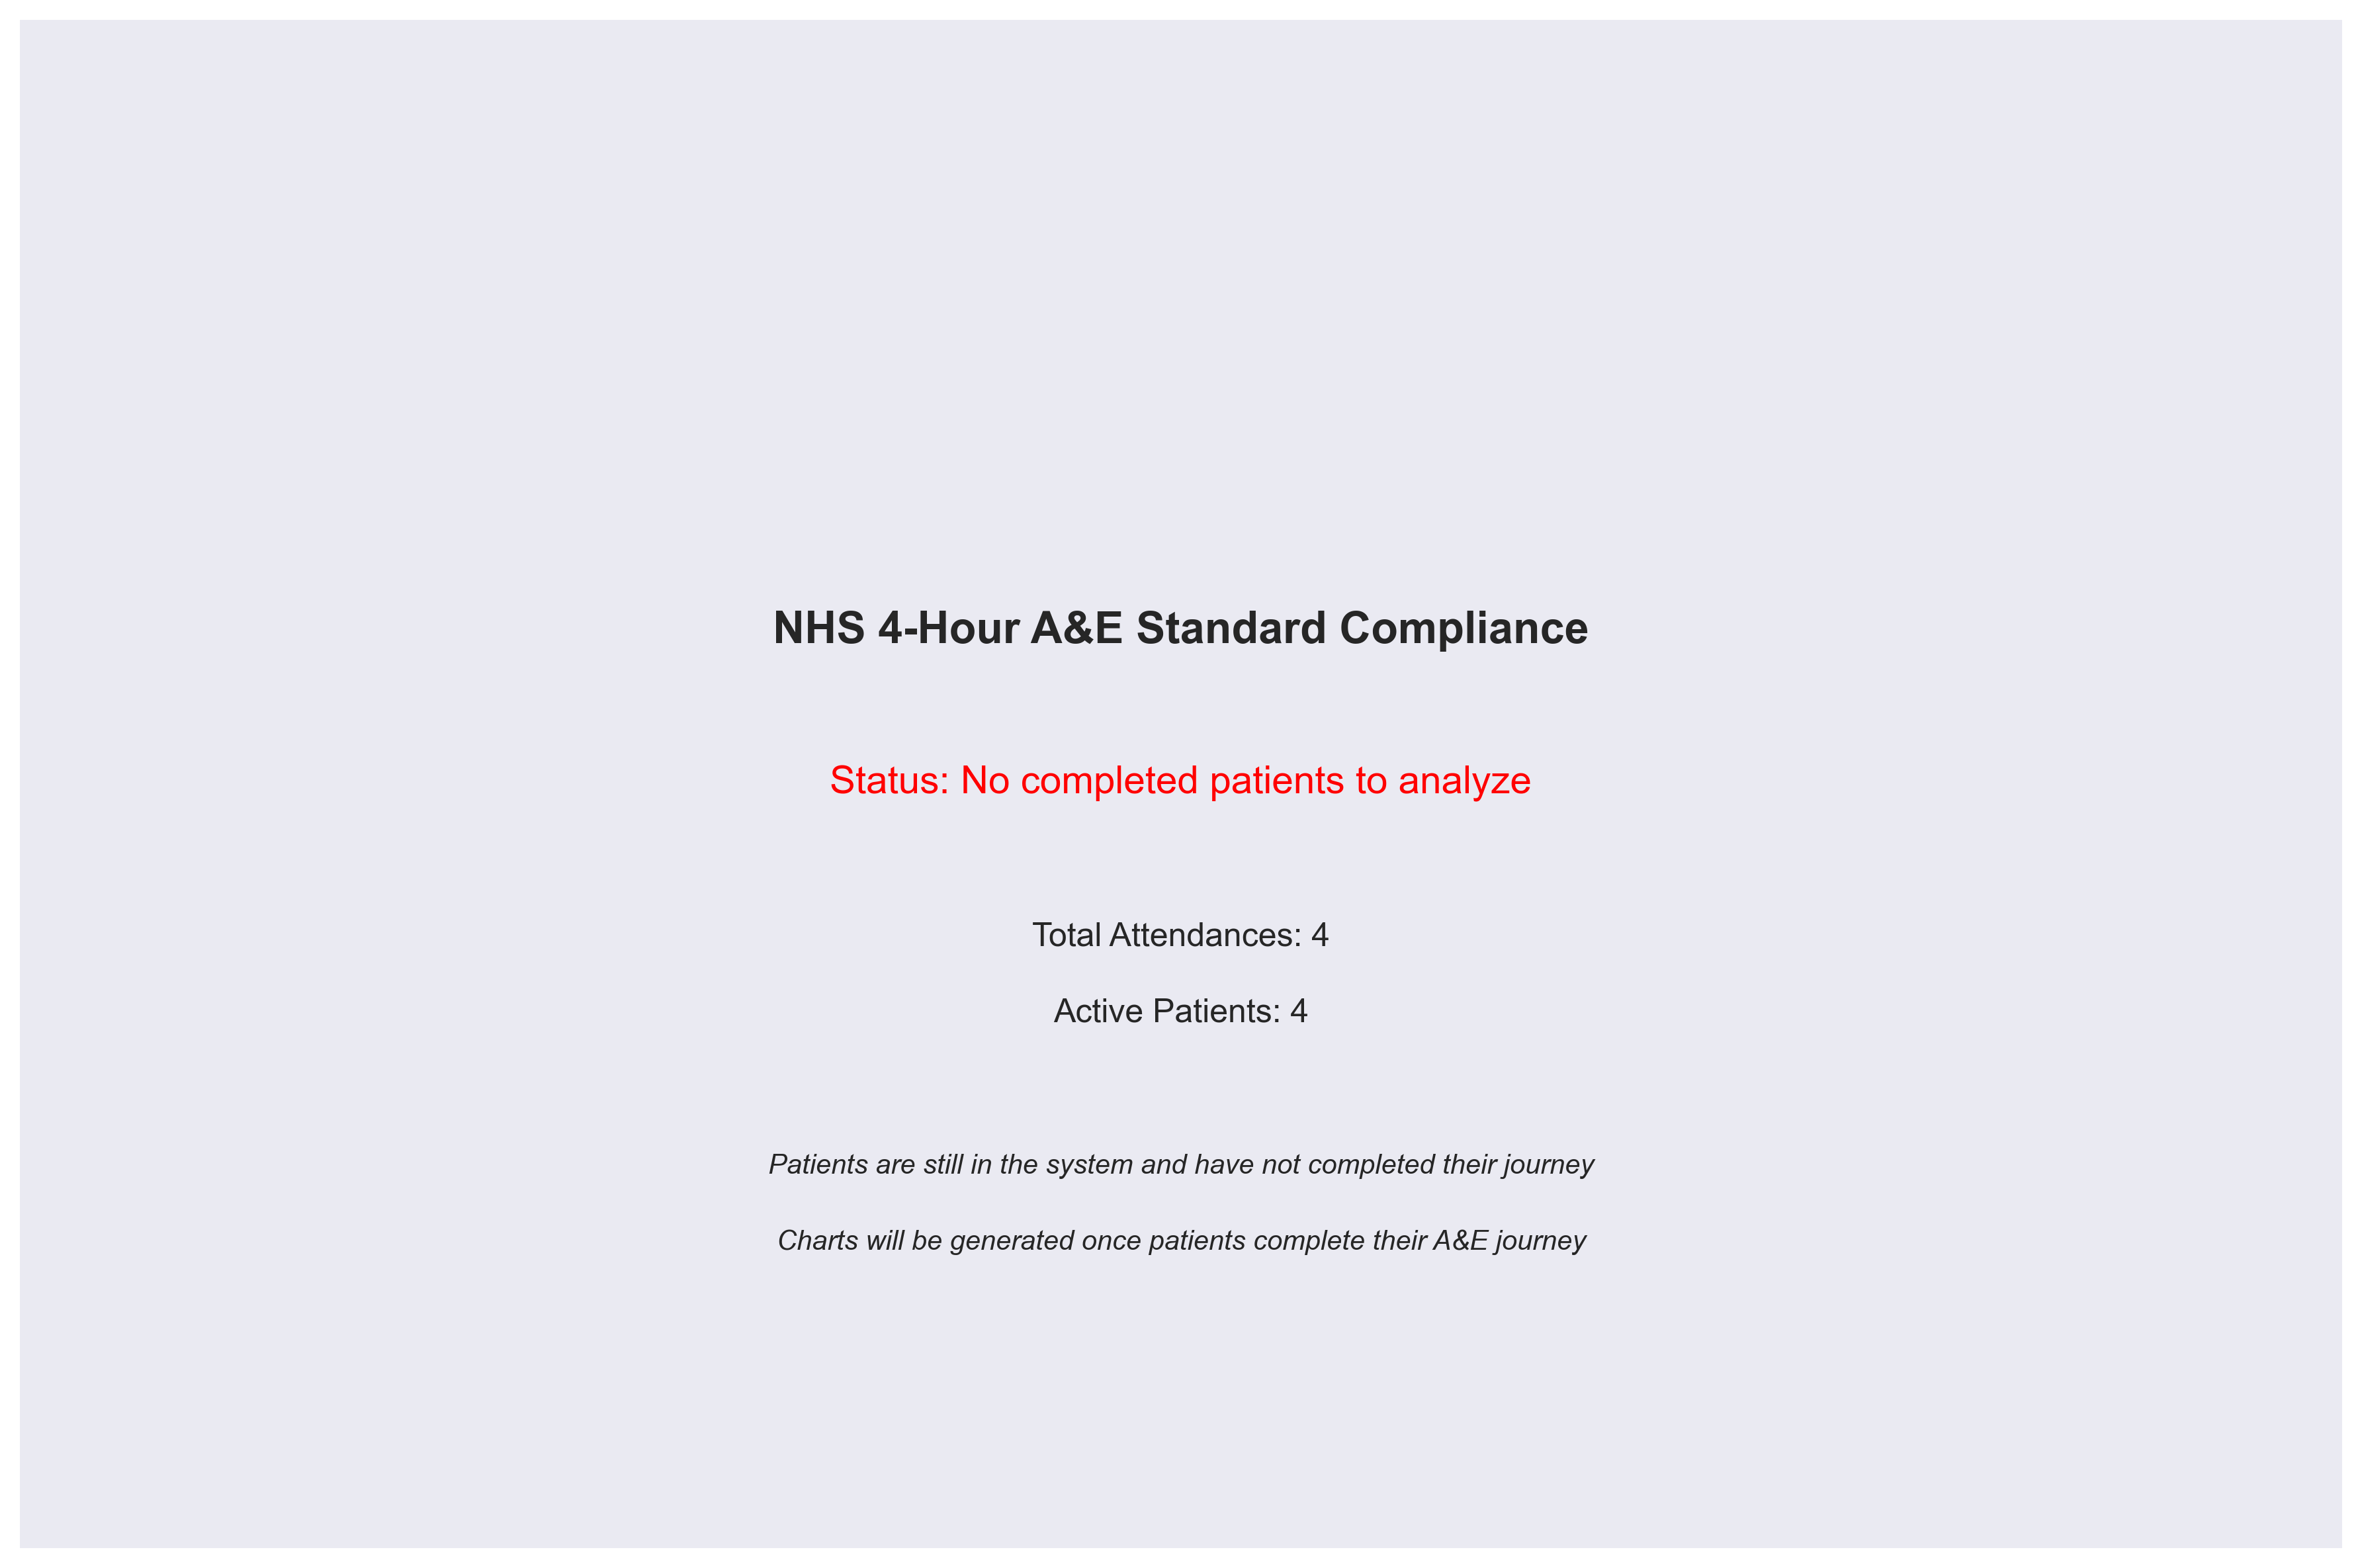 NHS 4-Hour A&E Standard Compliance
Status: No completed patients to analyze
Total Attendances: 4
Active Patients: 4
Patients are still in the system and have not completed their journey
Charts will be generated once patients complete their A&E journey